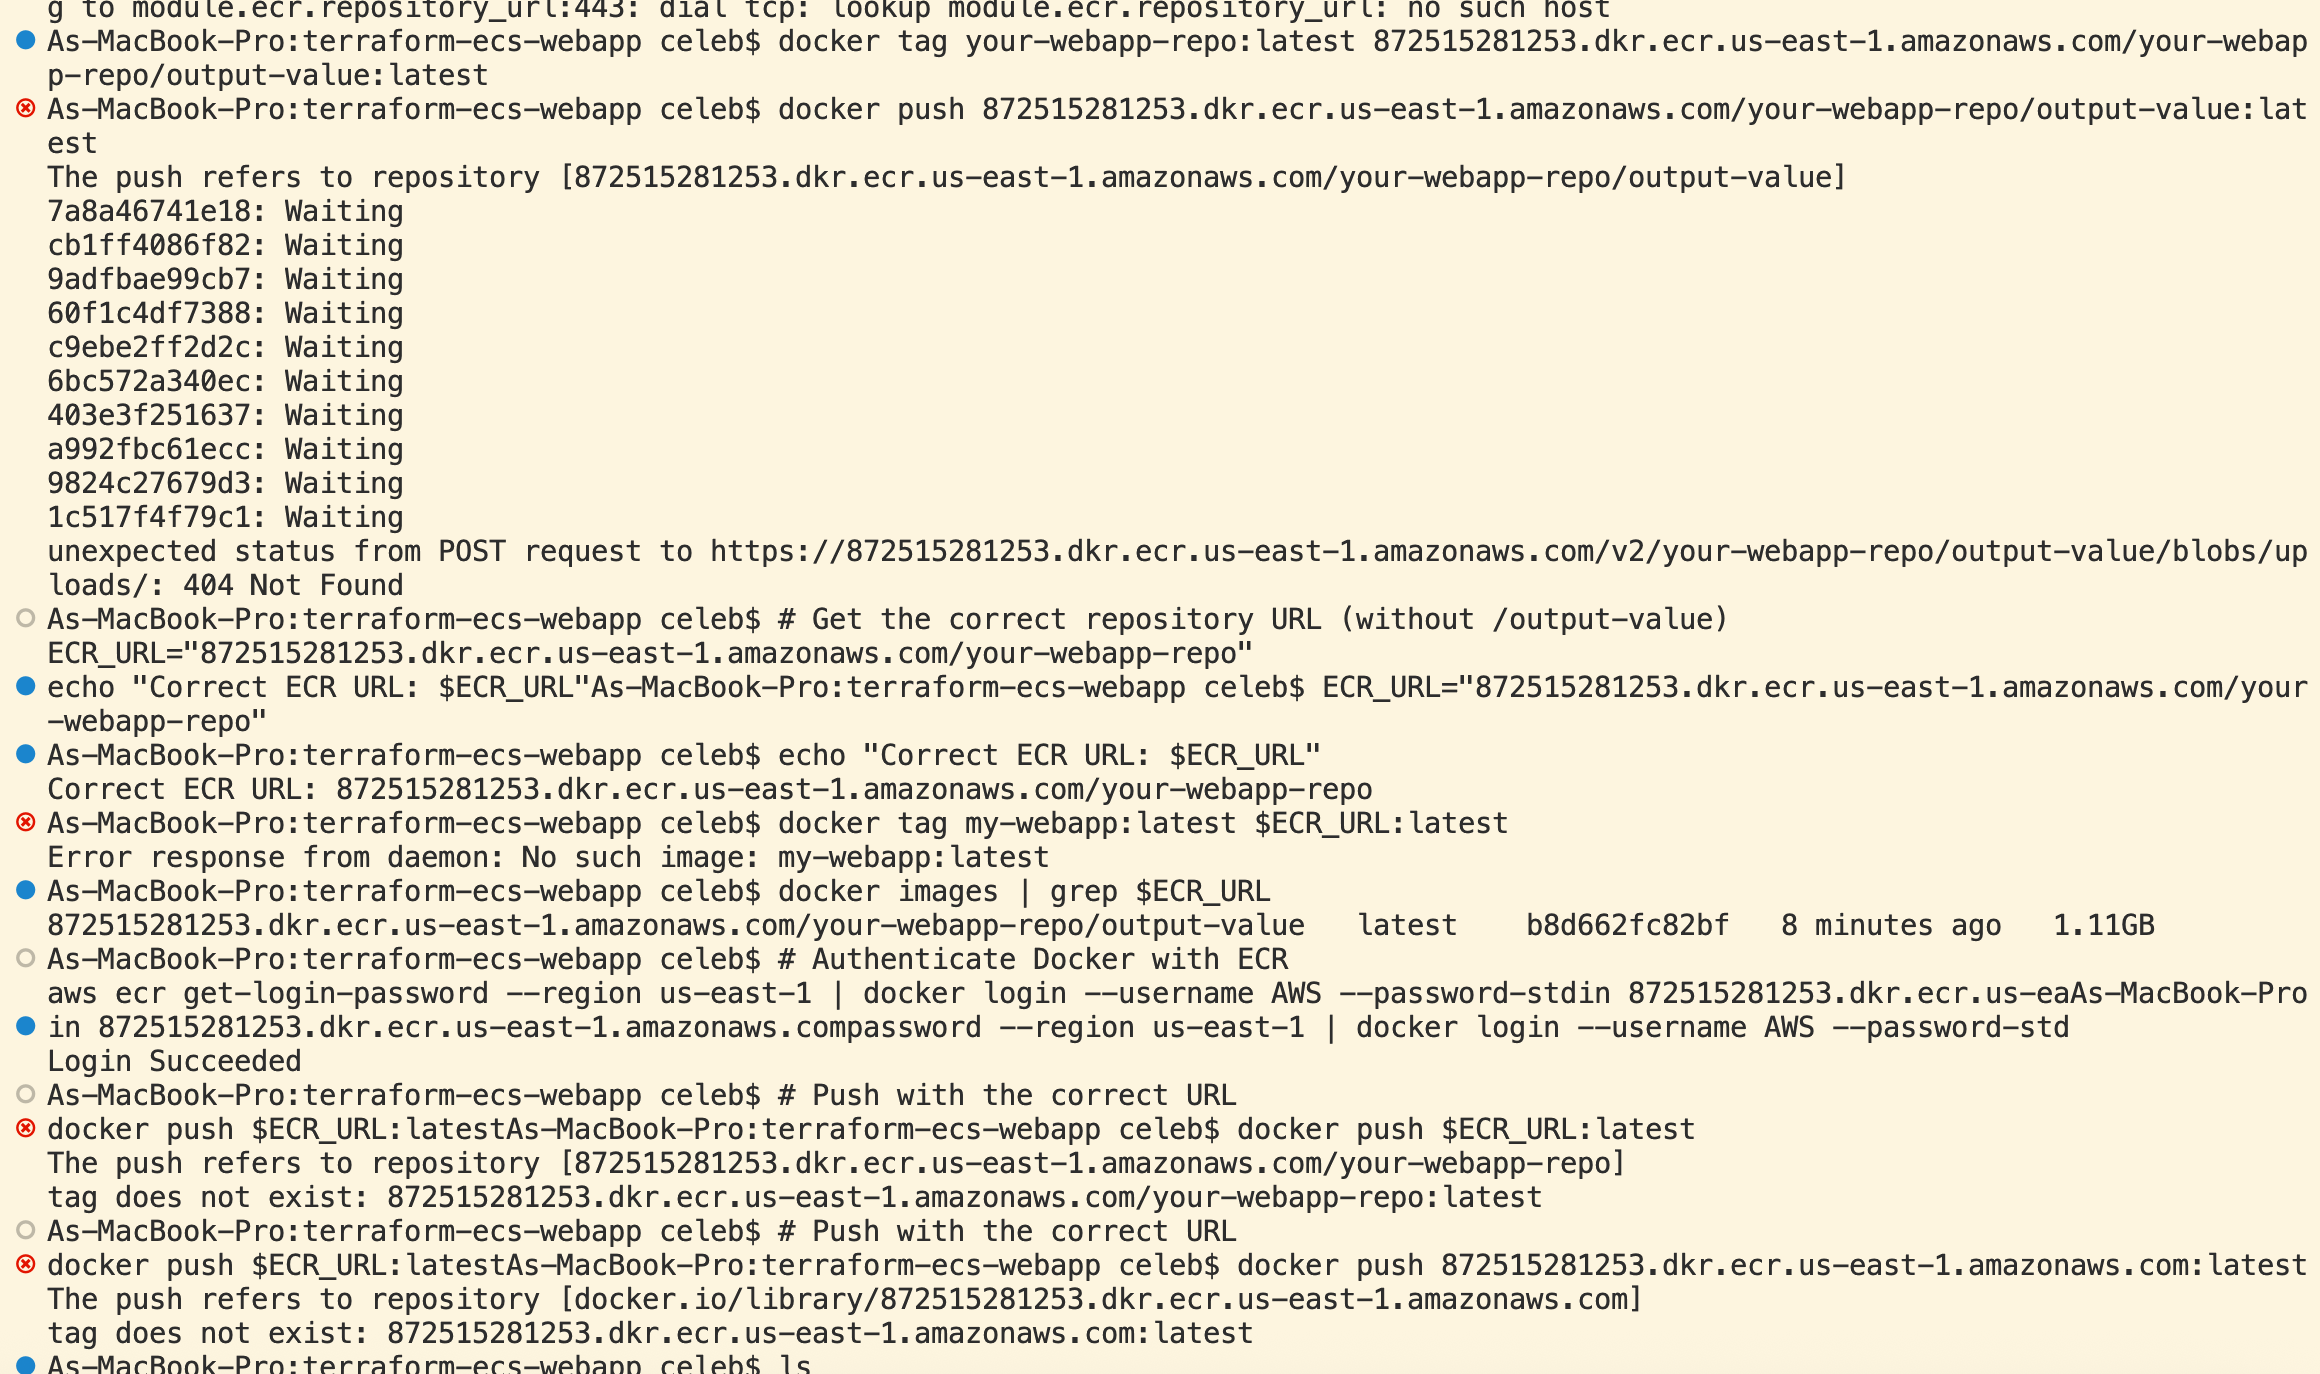 g to module.ecr.repository_url:443: dial tcp: lookup module.ecr.repository_url: no such host
As-MacBook-Pro:terraform-ecs-webapp celeb$ docker tag your-webapp-repo:latest 872515281253.dkr.ecr.us-east-1.amazonaws.com/your-webap
p-repo/output-value:latest
As-MacBook-Pro:terraform-ecs-webapp celeb$ docker push 872515281253.dkr.ecr.us-east-1.amazonaws.com/your-webapp-repo/output-value:lat
est
The push refers to repository [872515281253.dkr.ecr.us-east-1.amazonaws.com/your-webapp-repo/output-value]
7a8a46741e18: Waiting
cb1ff4086f82: Waiting
9adfbae99cb7: Waiting
60f1c4df7388: Waiting
c9ebe2ff2d2c: Waiting
6bc572a340ec: Waiting
403e3f251637: Waiting
a992fbc61ecc: Waiting
9824c27679d3: Waiting
1c517f4f79c1: Waiting
unexpected status from POST request to https://872515281253.dkr.ecr.us-east-1.amazonaws.com/v2/your-webapp-repo/output-value/blobs/up
loads/: 404 Not Found
As-MacBook-Pro:terraform-ecs-webapp celeb$ # Get the correct repository URL (without /output-value)
ECR_URL="872515281253.dkr.ecr.us-east-1.amazonaws.com/your-webapp-repo"
echo "Correct ECR URL: $ECR_URL"As-MacBook-Pro:terraform-ecs-webapp celeb$ ECR_URL="872515281253.dkr.ecr.us-east-1.amazonaws.com/your
-webapp-repo"
As-MacBook-Pro:terraform-ecs-webapp celeb$ echo "Correct ECR URL: $ECR_URL"
Correct ECR URL: 872515281253.dkr.ecr.us-east-1.amazonaws.com/your-webapp-repo
As-MacBook-Pro:terraform-ecs-webapp celeb$ docker tag my-webapp:latest $ECR_URL:latest
Error response from daemon: No such image: my-webapp:latest
As-MacBook-Pro:terraform-ecs-webapp celeb$ docker images | grep $ECR_URL
872515281253.dkr.ecr.us-east-1.amazonaws.com/your-webapp-repo/output-value   latest    b8d662fc82bf   8 minutes ago   1.11GB
As-MacBook-Pro:terraform-ecs-webapp celeb$ # Authenticate Docker with ECR
aws ecr get-login-password --region us-east-1 | docker login --username AWS --password-stdin 872515281253.dkr.ecr.us-eaAs-MacBook-Pro
in 872515281253.dkr.ecr.us-east-1.amazonaws.compassword --region us-east-1 | docker login --username AWS --password-std
Login Succeeded
As-MacBook-Pro:terraform-ecs-webapp celeb$ # Push with the correct URL
docker push $ECR_URL:latestAs-MacBook-Pro:terraform-ecs-webapp celeb$ docker push $ECR_URL:latest
The push refers to repository [872515281253.dkr.ecr.us-east-1.amazonaws.com/your-webapp-repo]
tag does not exist: 872515281253.dkr.ecr.us-east-1.amazonaws.com/your-webapp-repo:latest
As-MacBook-Pro:terraform-ecs-webapp celeb$ # Push with the correct URL
docker push $ECR_URL:latestAs-MacBook-Pro:terraform-ecs-webapp celeb$ docker push 872515281253.dkr.ecr.us-east-1.amazonaws.com:latest
The push refers to repository [docker.io/library/872515281253.dkr.ecr.us-east-1.amazonaws.com]
tag does not exist: 872515281253.dkr.ecr.us-east-1.amazonaws.com:latest
As-MacBook-Pro:terraform-ecs-webapp celeb$ ls